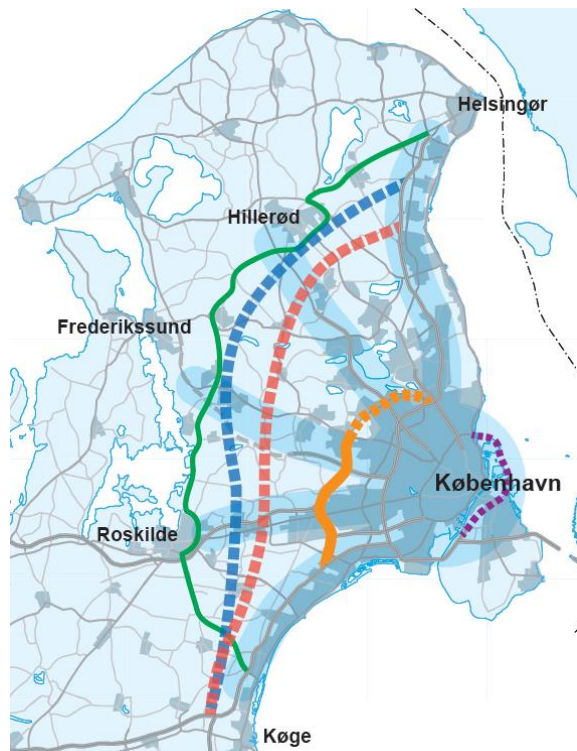 Helsingør
Hillerød
Frederikssund
København
Roskilde
Køge